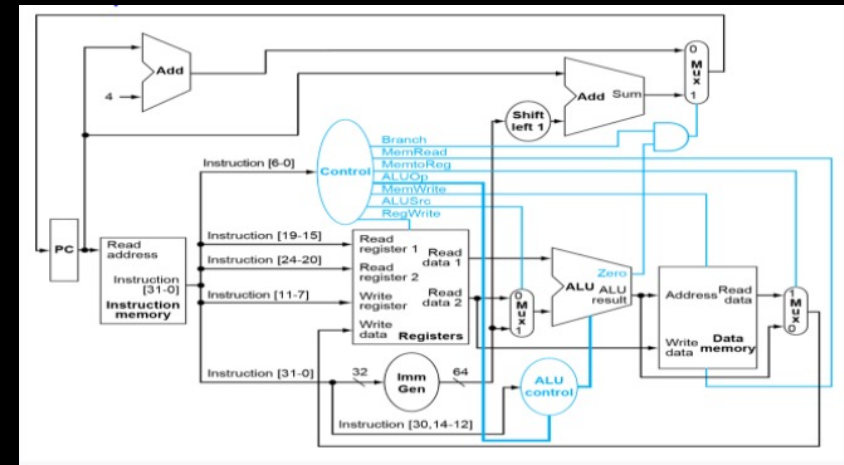 Add
4
0
Mux
1
Add Sum
Shift
left 1
Branch
MemRead
MemtoReg
ALUOp
MemWrite
ALUSrc
RegWrite
Control
Instruction [6-0]
PC
Read
address
Instruction
[31-0]
Instruction
memory
Instruction [19-15]
Instruction [24-20]
Instruction [11-7]
Instruction [31-0]
Read
register 1
Read
data 1
Read
register 2
Write
register
Read
data 2
Write
data
Registers
0
Mux
1
Zero
ALU ALU
result
Address
Read
data
Write
data
Data
memory
1
Mux
0
32
Imm
Gen
64
ALU
control
Instruction [30,14-12]